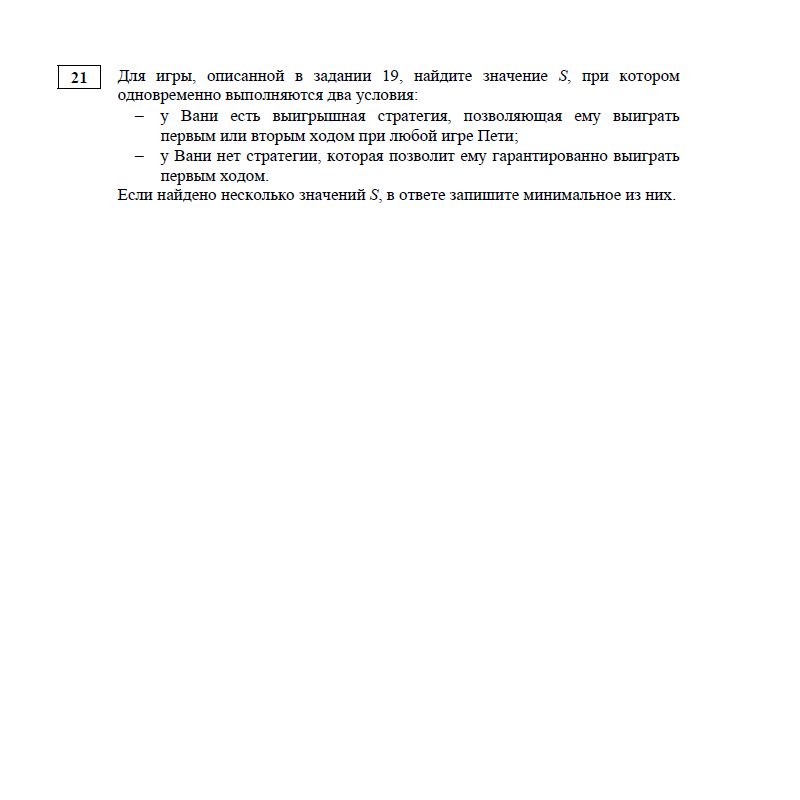 21
Для игры, описанной в задании 19, найдите значение S, при котором
одновременно выполняются два условия:
– у Вани есть выигрышная стратегия, позволяющая ему выиграть
первым или вторым ходом при любой игре Пети;
– у Вани нет стратегии, которая позволит ему гарантированно выиграть
первым ходом.
Если найдено несколько значений S, в ответе запишите минимальное из них.